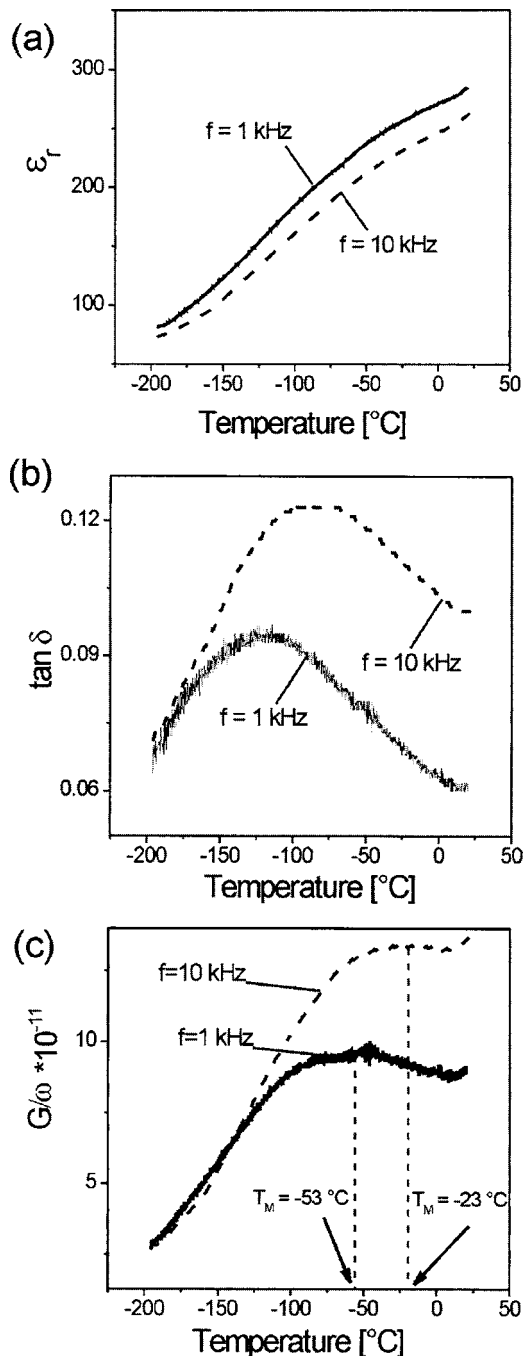 (a)
300
200
100
εr
f = 1 kHz
f = 10 kHz
-200 -150 -100 -50 0 50
Temperature [°C]
(b)
0.12
0.09
0.06
tan δ
f = 10 kHz
f = 1 kHz
-200 -150 -100 -50 0 50
Temperature [°C]
(c)
10
5
G/ω *10⁻¹¹
f=10 kHz
f=1 kHz
TM = -53 °C
TM = -23 °C
-200 -150 -100 -50 0 50
Temperature [°C]